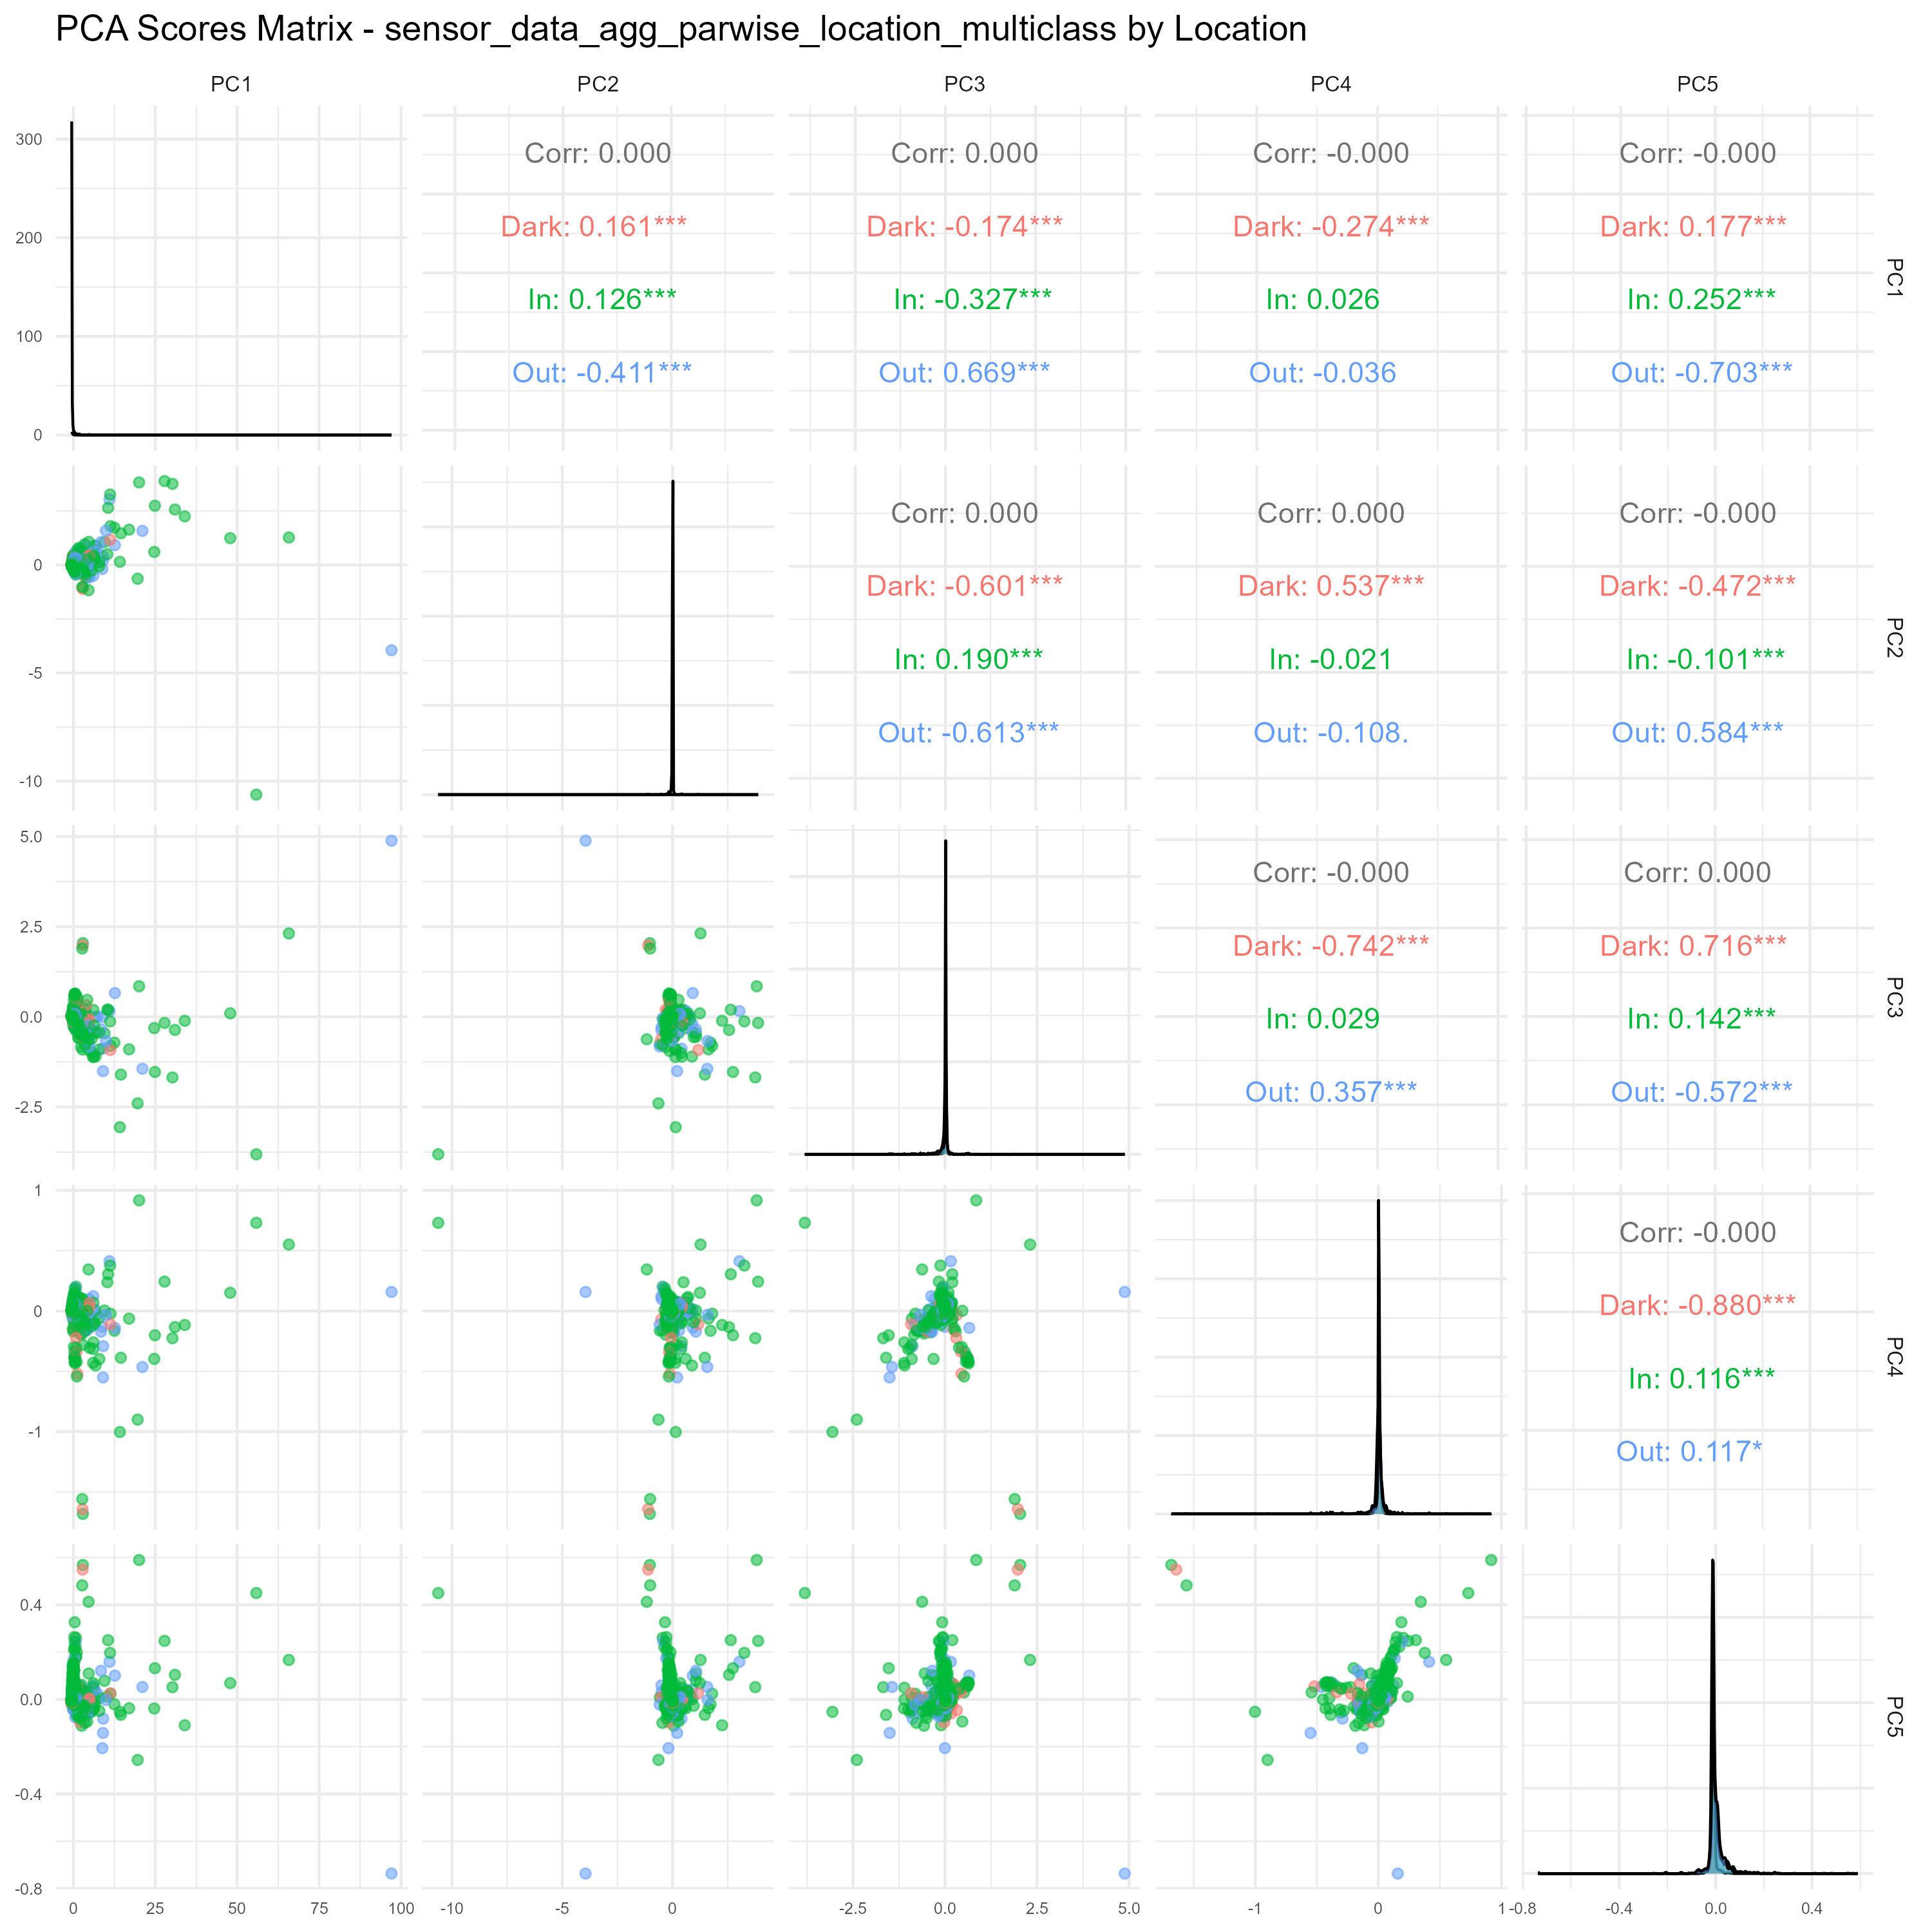 PCA Scores Matrix - sensor_data_agg_parwise_location_multiclass by Location
PC1 PC2 PC3 PC4 PC5
300
200
100
0
Corr: 0.000 Corr: 0.000 Corr: -0.000 Corr: -0.000
Dark: 0.161*** Dark: -0.174*** Dark: -0.274*** Dark: 0.177***
In: 0.126*** In: -0.327*** In: 0.026 In: 0.252***
Out: -0.411*** Out: 0.669*** Out: -0.036 Out: -0.703***
PC1
0
-5
-10
Corr: 0.000 Corr: 0.000 Corr: -0.000
Dark: -0.601*** Dark: 0.537*** Dark: -0.472***
In: 0.190*** In: -0.021 In: -0.101***
Out: -0.613*** Out: -0.108. Out: 0.584***
PC2
5.0
2.5
0.0
-2.5
Corr: -0.000 Corr: 0.000
Dark: -0.742*** Dark: 0.716***
In: 0.029 In: 0.142***
Out: 0.357*** Out: -0.572***
PC3
1
0
-1
Corr: -0.000
Dark: -0.880***
In: 0.116***
Out: 0.117*
PC4
0.4
0.0
-0.4
-0.8
PC5
0 25 50 75 100 -10 -5 0 -2.5 0.0 2.5 5.0 -1 0 1 -0.8 -0.4 0.0 0.4